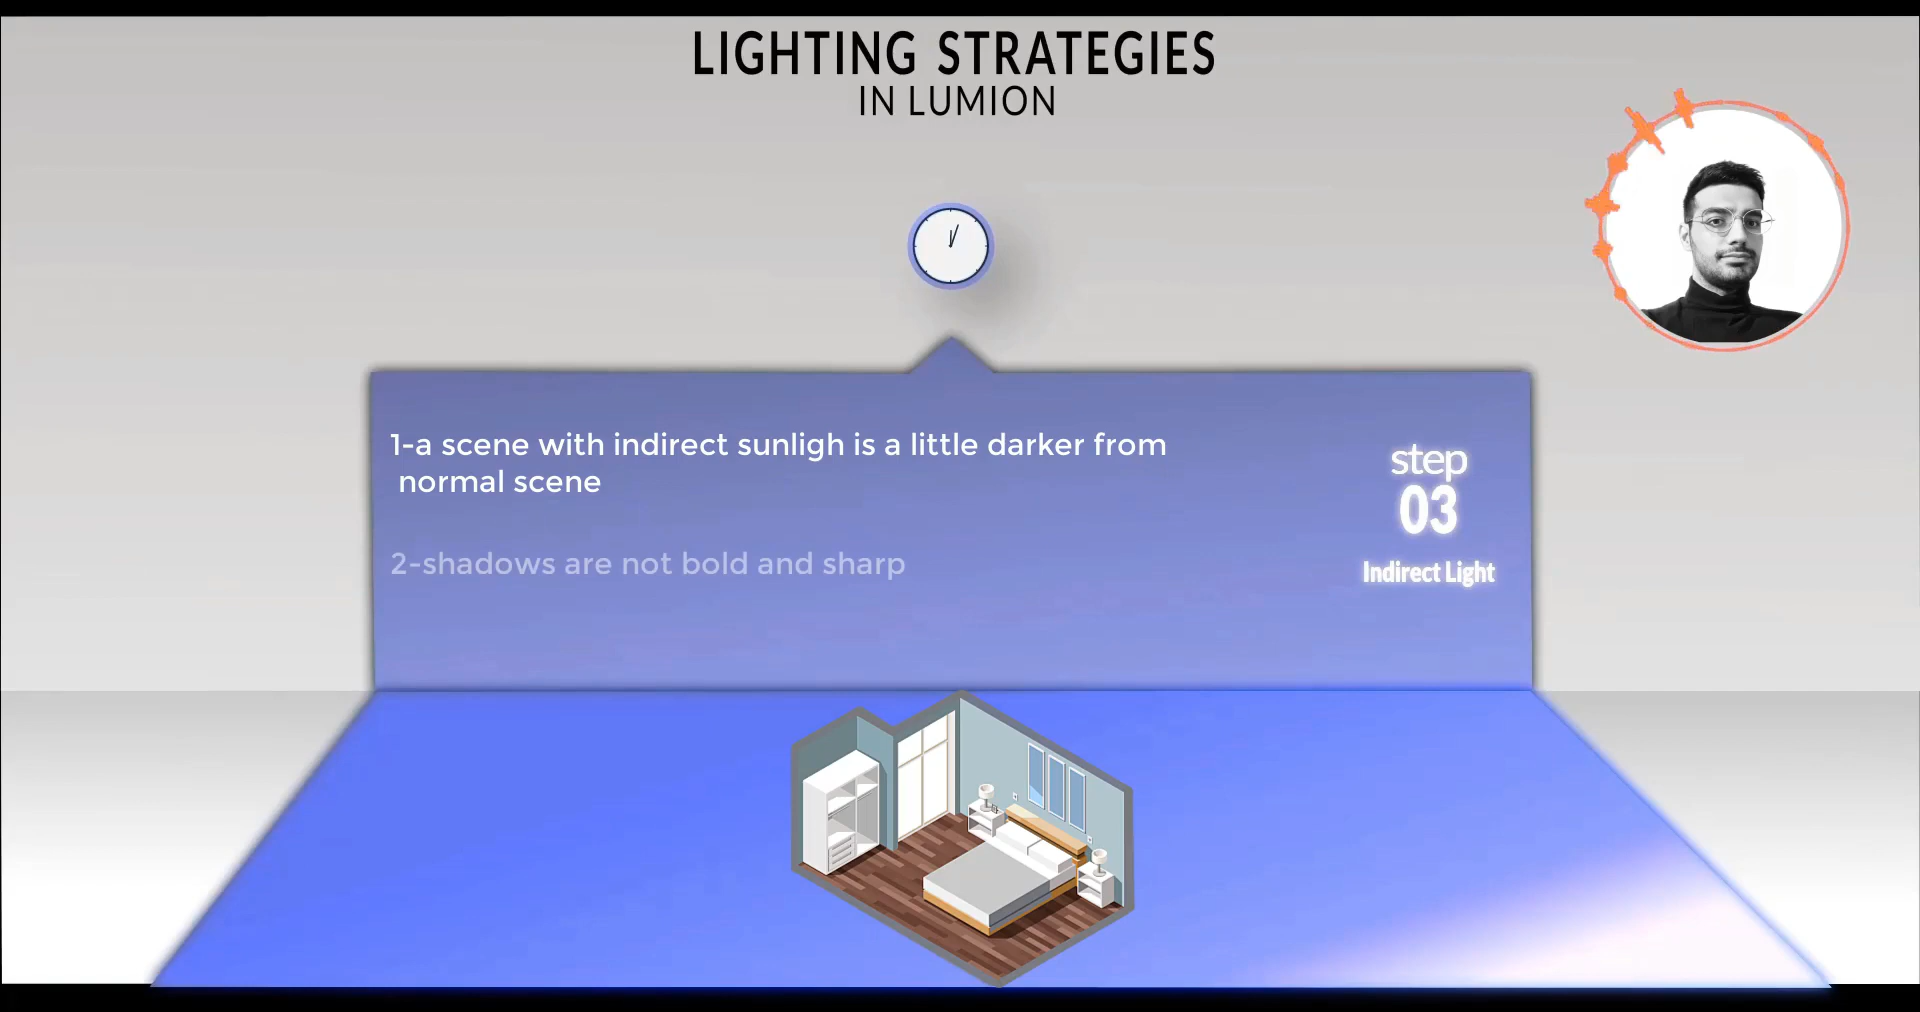 LIGHTING STRATEGIES
IN LUMION
1-a scene with indirect sunligh is a little darker from
normal scene
2-shadows are not bold and sharp
step
03
Indirect Light